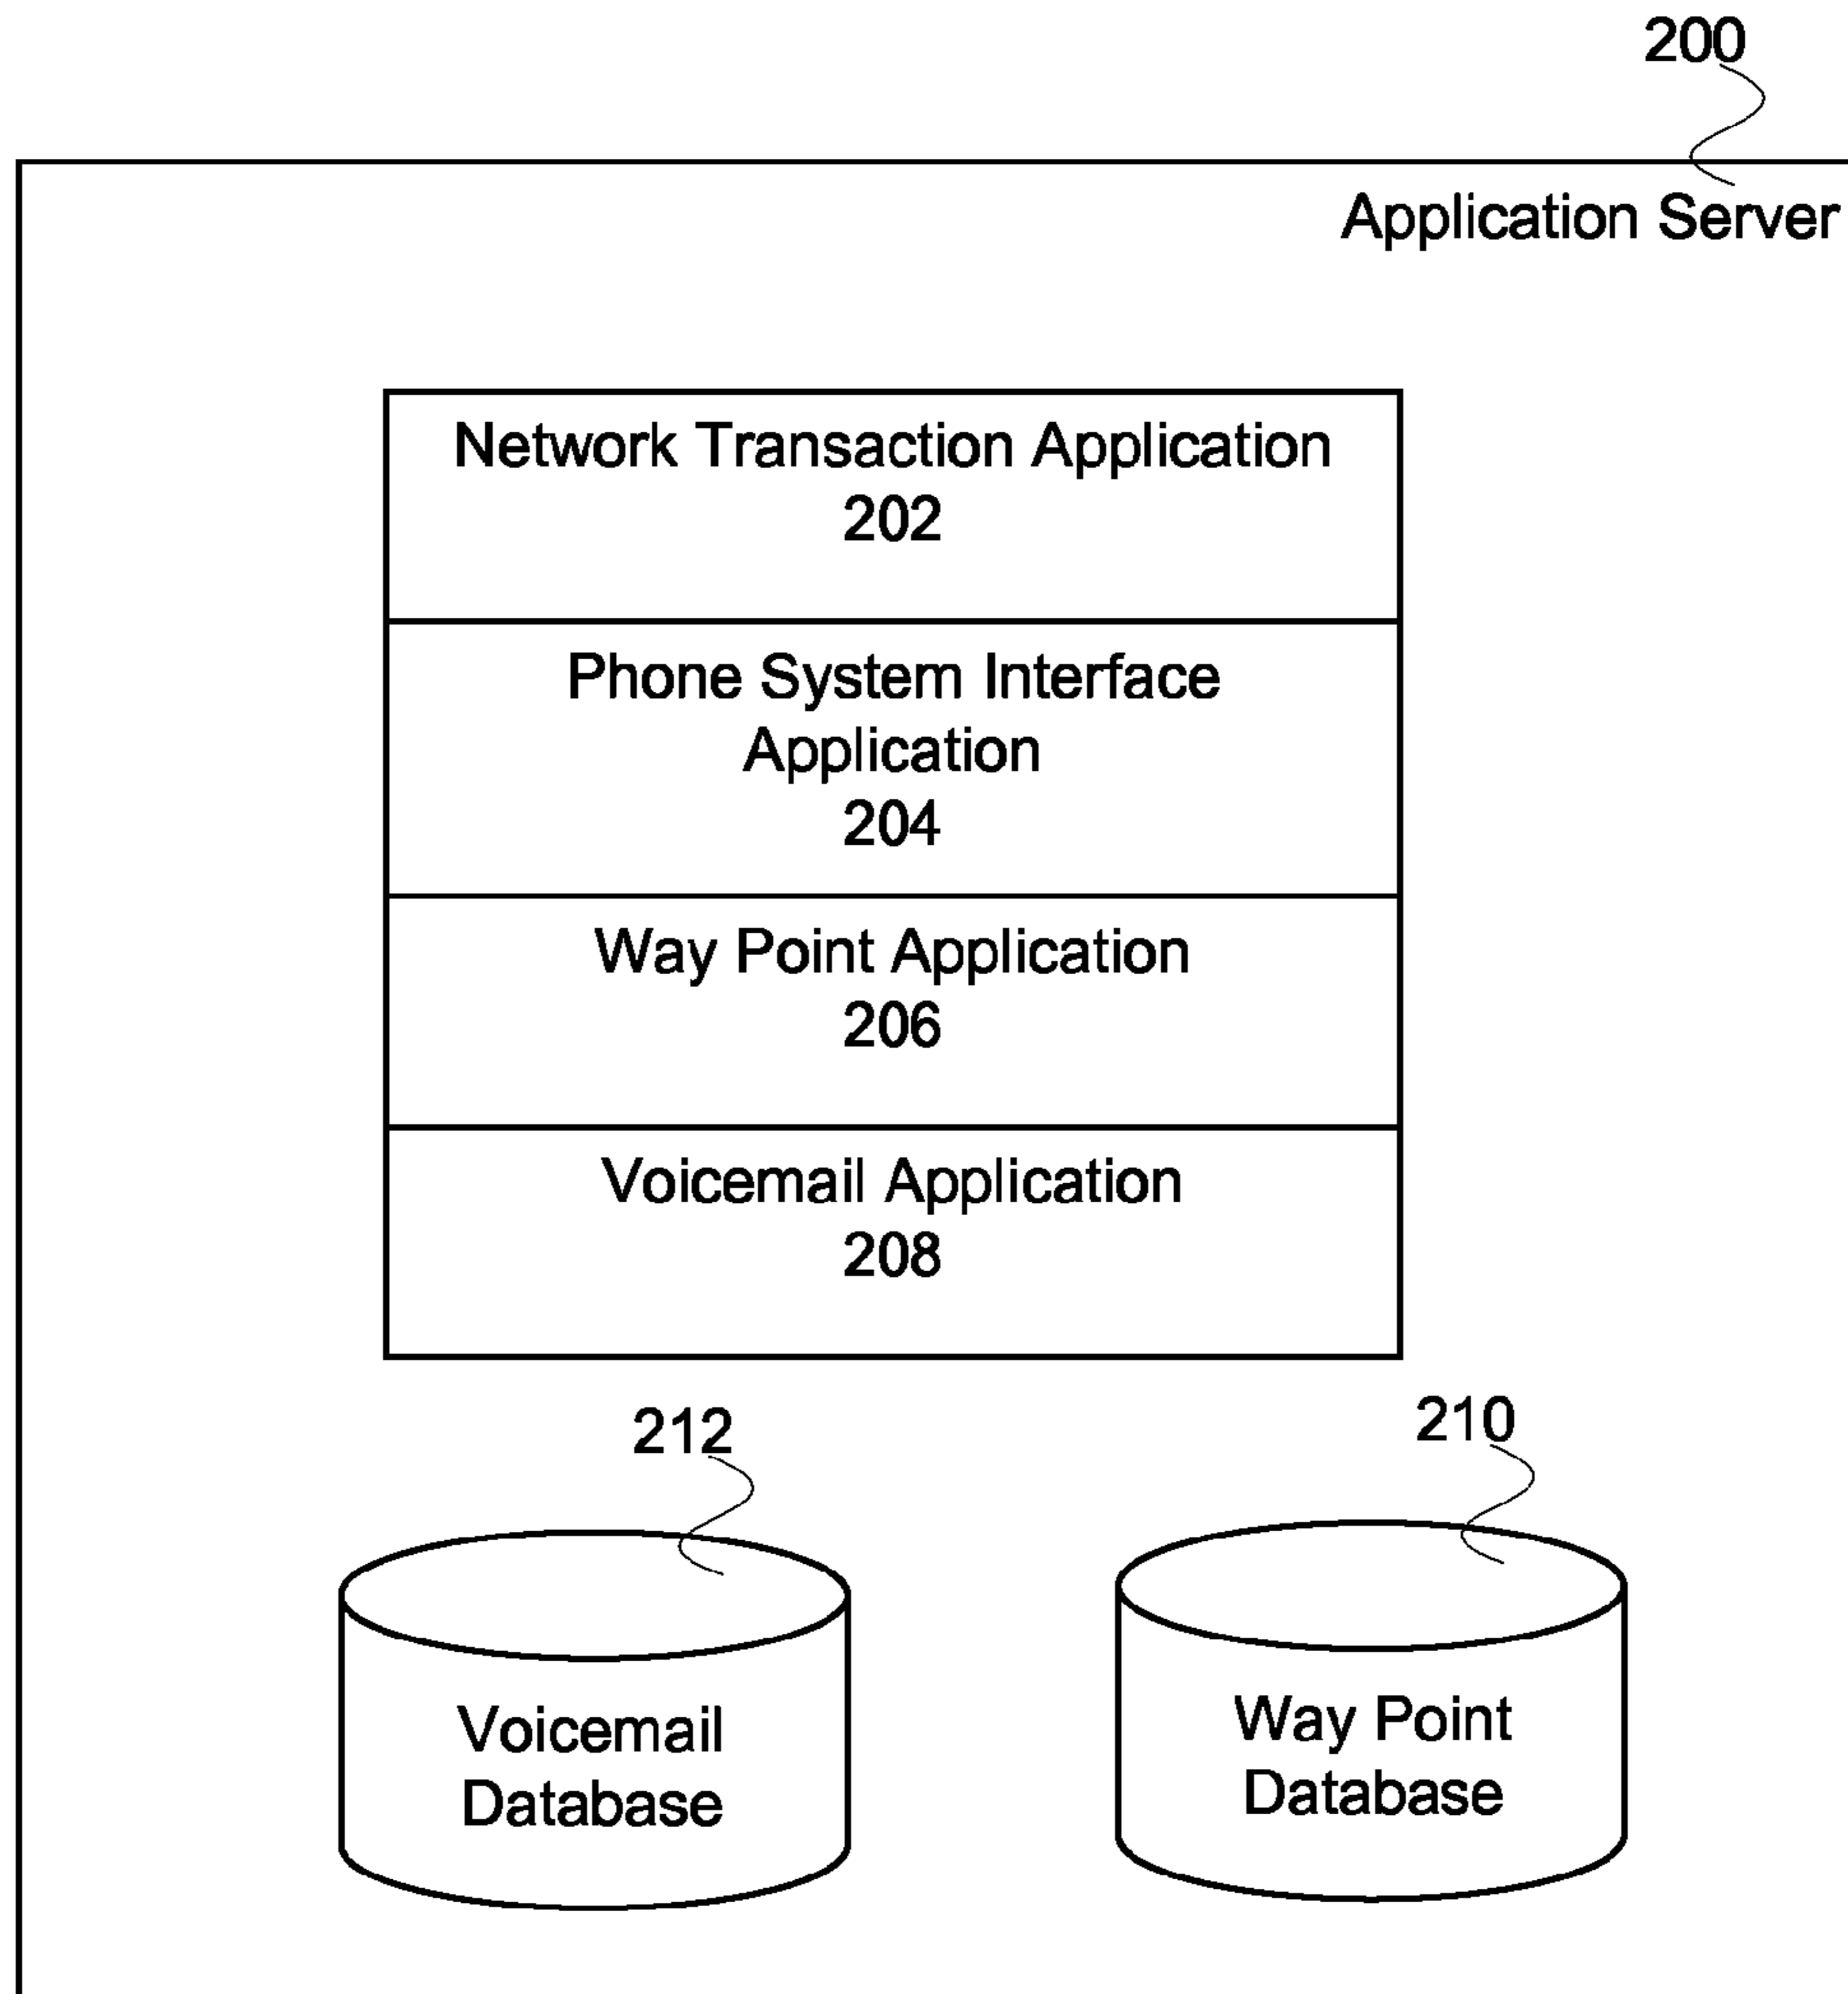 200
Application Server
Network Transaction Application
202
Phone System Interface
Application
204
Way Point Application
206
Voicemail Application
208
212
210
Voicemail
Database
Way Point
Database